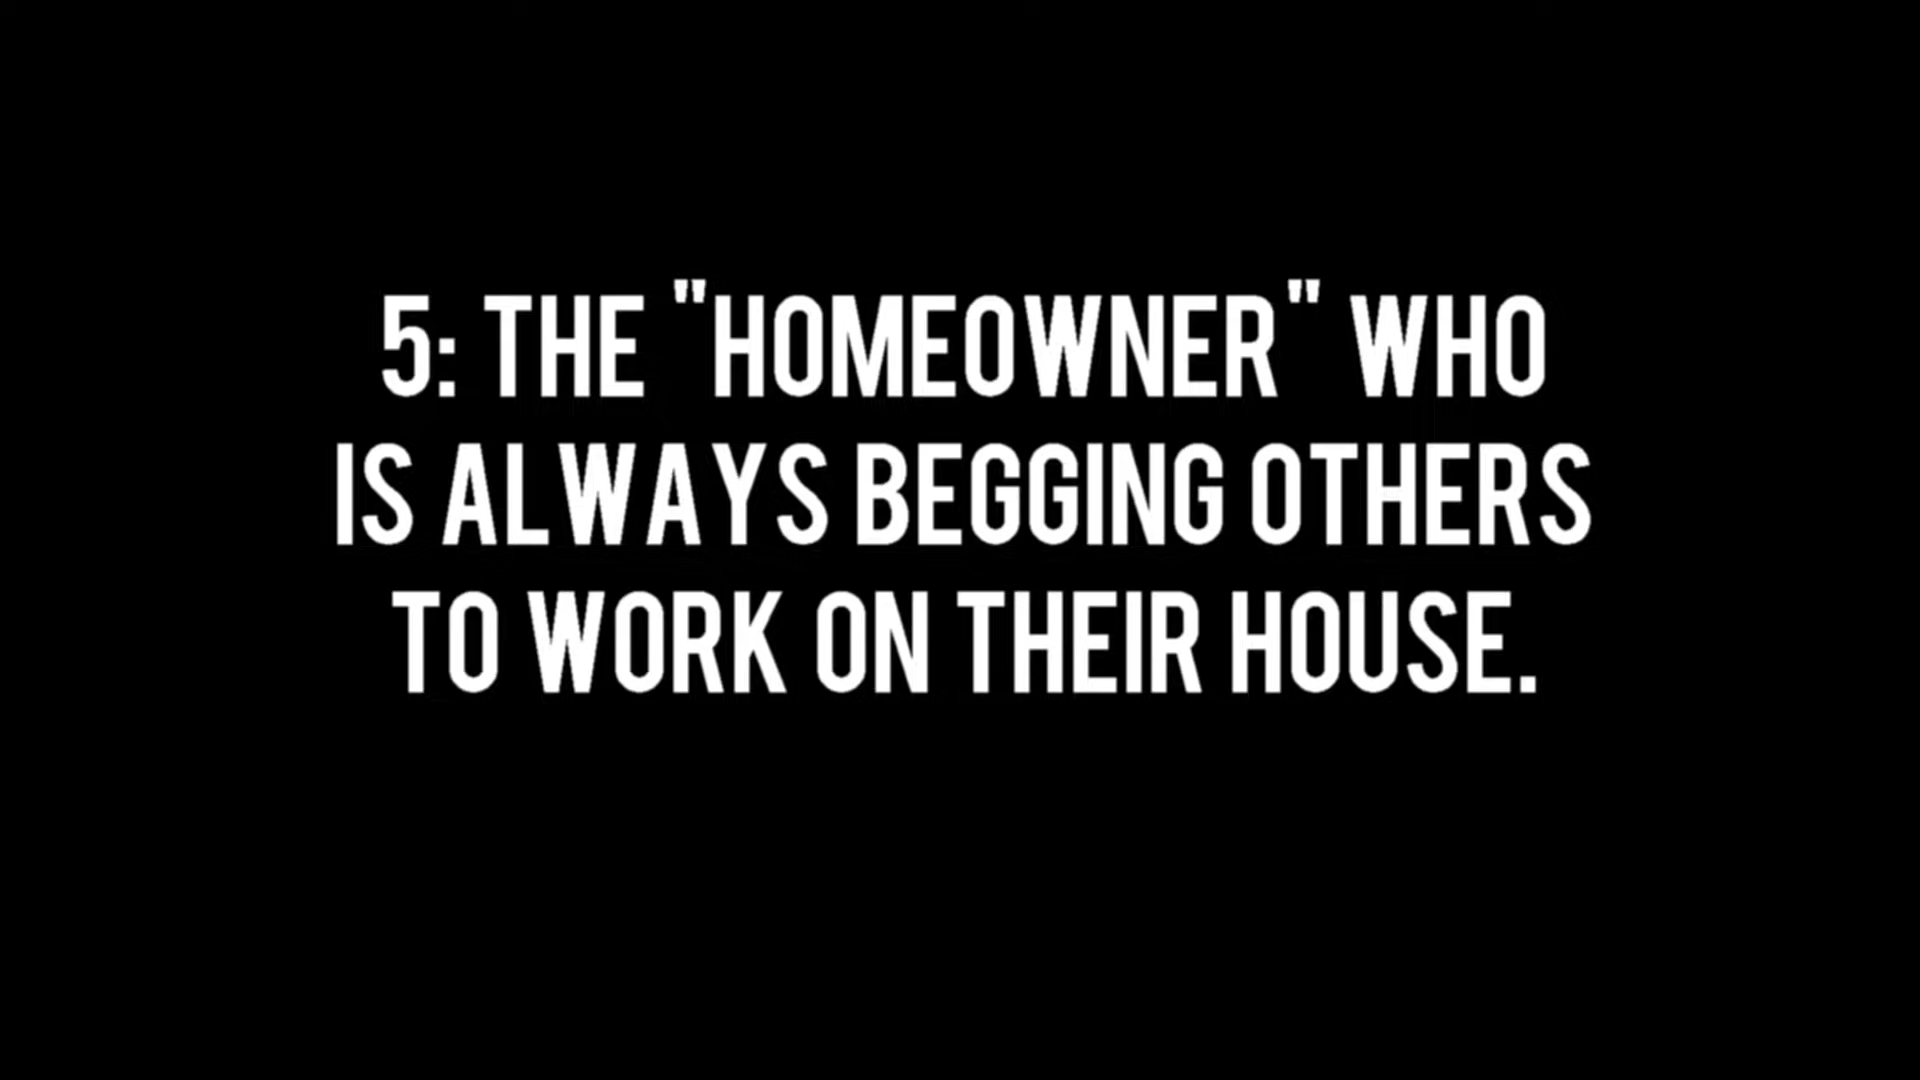 5: THE "HOMEOWNER" WHO
IS ALWAYS BEGGING OTHERS
TO WORK ON THEIR HOUSE.